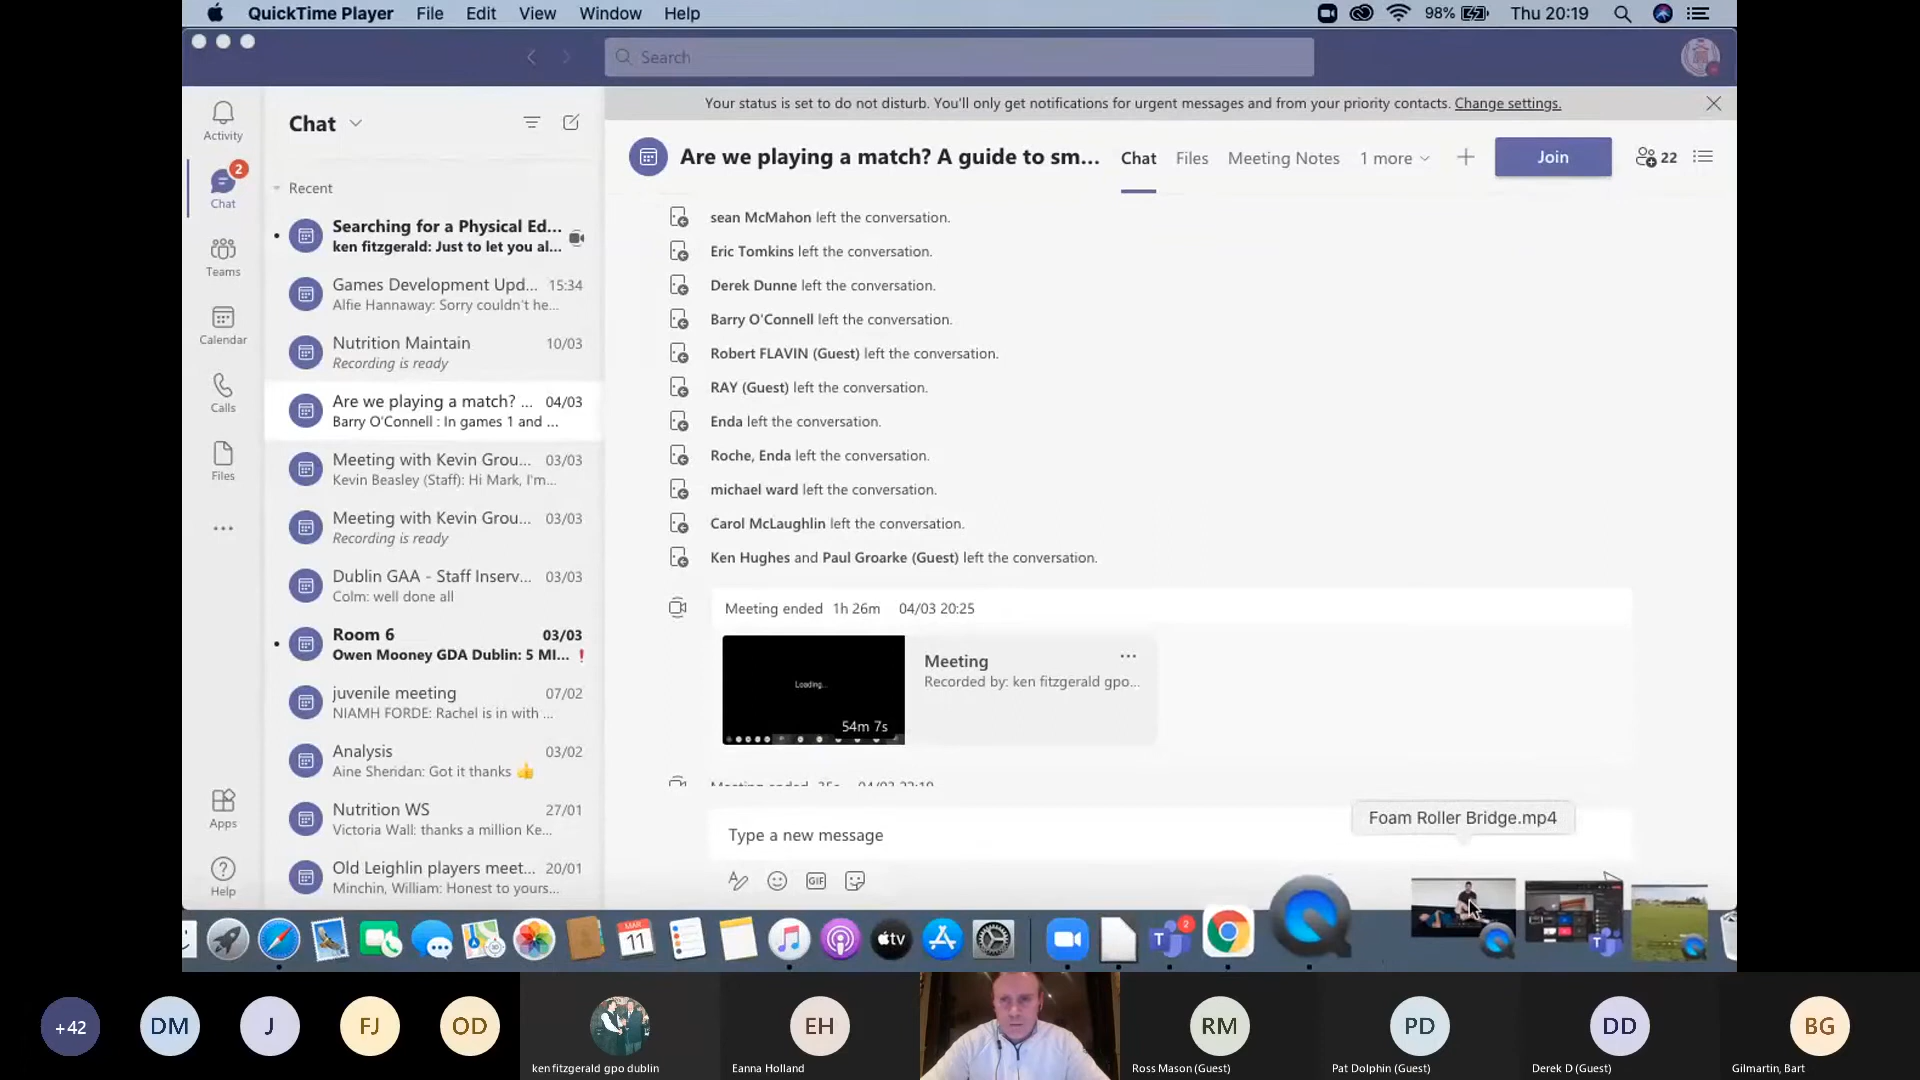 QuickTime Player File Edit View Window Help 98% Thu 20:19
Search
Your status is set to do not disturb. You'll only get notifications for urgent messages and from your priority contacts. Change settings.
Activity
2
Chat
Teams
Calendar
Calls
Files
Apps
Help
Chat
Recent
Searching for a Physical Ed...
ken fitzgerald: Just to let you al...
Games Development Upd... 15:34
Alfie Hannaway: Sorry couldn't he...
Nutrition Maintain 10/03
Recording is ready
Are we playing a match? ... 04/03
Barry O'Connell : In games 1 and ...
Meeting with Kevin Grou... 03/03
Kevin Beasley (Staff): Hi Mark, I'm...
Meeting with Kevin Grou... 03/03
Recording is ready
Dublin GAA - Staff Inserv... 03/03
Colm: well done all
Room 6 03/03
Owen Mooney GDA Dublin: 5 MI... !
juvenile meeting 07/02
NIAMH FORDE: Rachel is in with ...
Analysis 03/02
Aine Sheridan: Got it thanks 👍
Nutrition WS 27/01
Victoria Wall: thanks a million Ke...
Old Leighlin players meet... 20/01
Minchin, William: Honest to yours...
Are we playing a match? A guide to sm... Chat Files Meeting Notes 1 more Join 22
sean McMahon left the conversation.
Eric Tomkins left the conversation.
Derek Dunne left the conversation.
Barry O'Connell left the conversation.
Robert FLAVIN (Guest) left the conversation.
RAY (Guest) left the conversation.
Enda left the conversation.
Roche, Enda left the conversation.
michael ward left the conversation.
Carol McLaughlin left the conversation.
Ken Hughes and Paul Groarke (Guest) left the conversation.
Meeting ended 1h 26m 04/03 20:25
Loading...
54m 7s
Meeting ...
Recorded by: ken fitzgerald gpo...
Meeting ended
Foam Roller Bridge.mp4
Type a new message
GIF
MAR
11
tv
2
+42 DM J FJ OD EH RM PD DD BG
ken fitzgerald gpo dublin Eanna Holland Ross Mason (Guest) Pat Dolphin (Guest) Derek D (Guest) Gilmartin, Bart